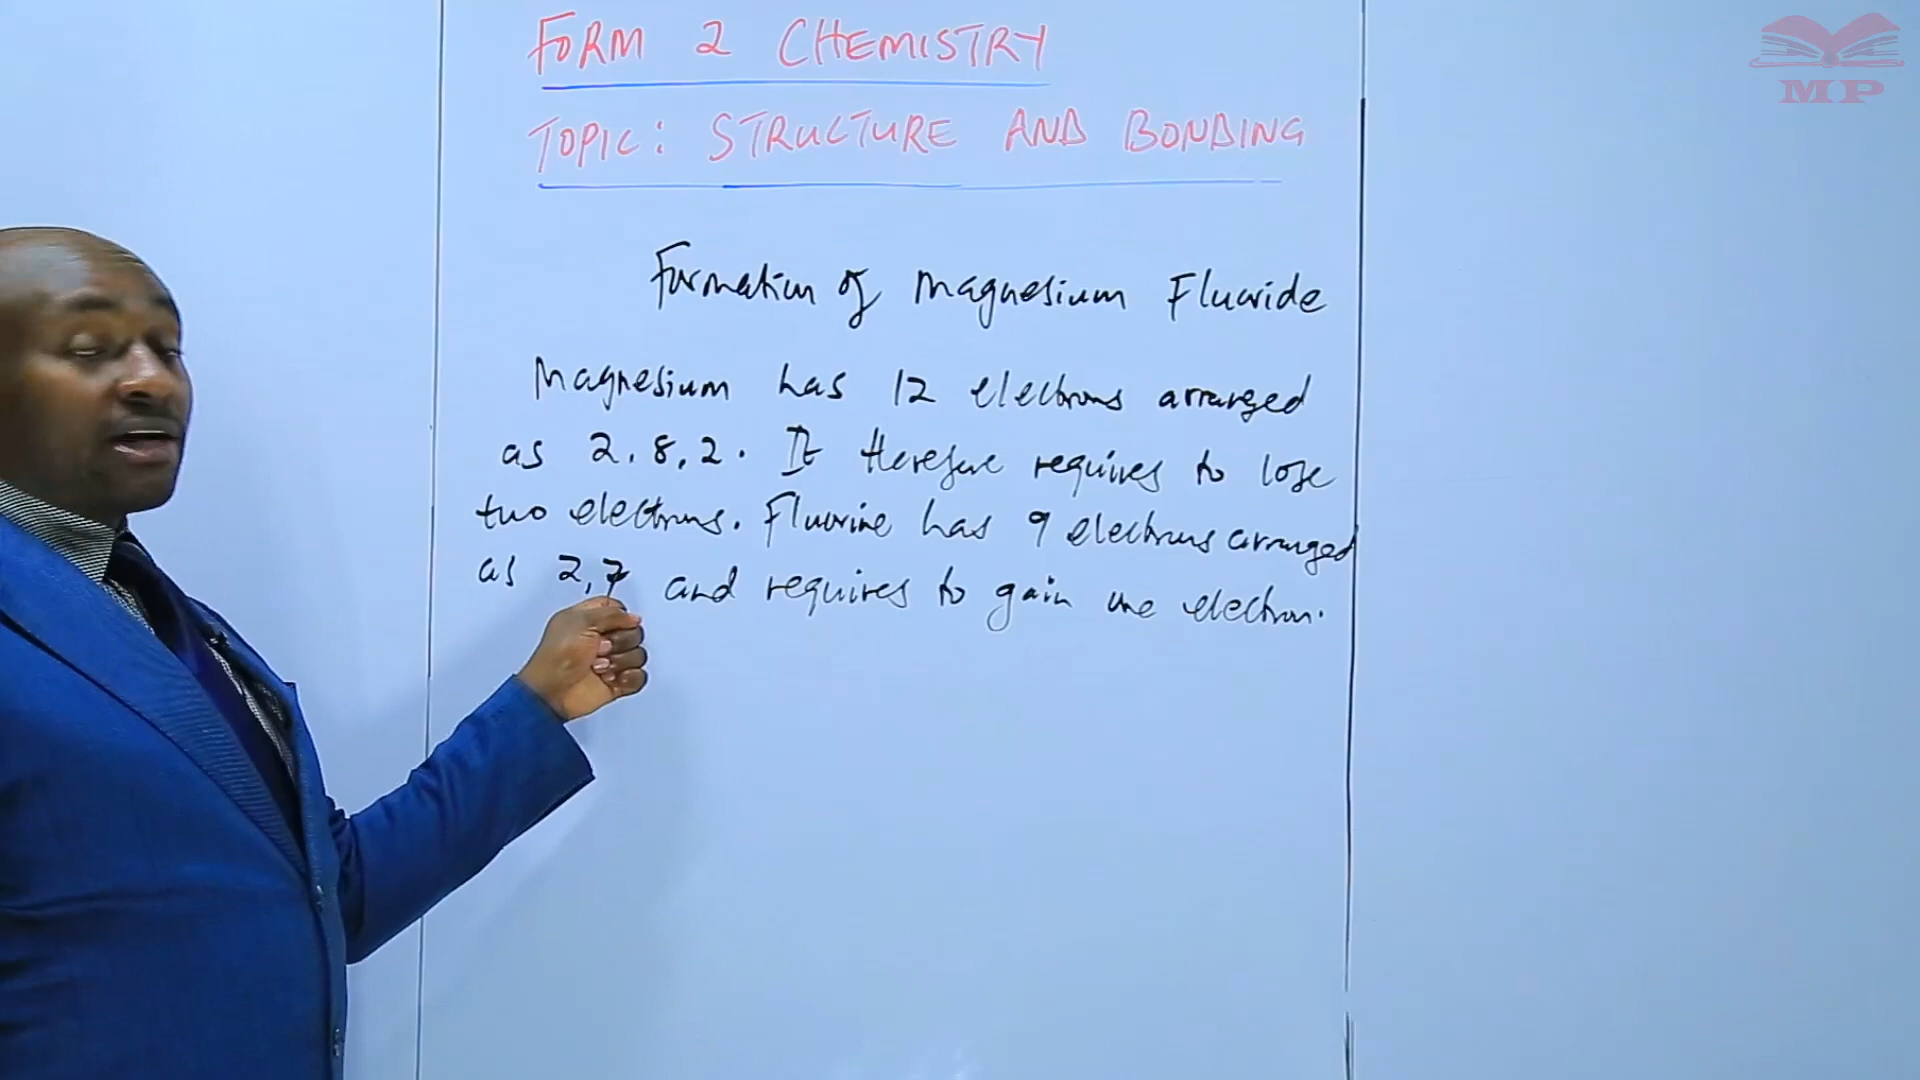 FORM 2 CHEMISTRY
TOPIC: STRUCTURE AND BONDING
Formation of Magnesium Fluoride
Magnesium has 12 electrons arranged
as 2.8.2. It therefore requires to lose
two electrons. Fluorine has 9 electrons arranged
as 2,7 and requires to gain one electron.
MP